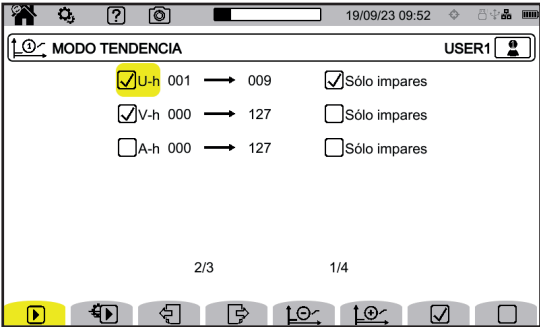 19/09/23 09:52
MODO TENDENCIA USER1
U-h 001 → 009 Sólo impares
V-h 000 → 127 Sólo impares
A-h 000 → 127 Sólo impares
2/3 1/4